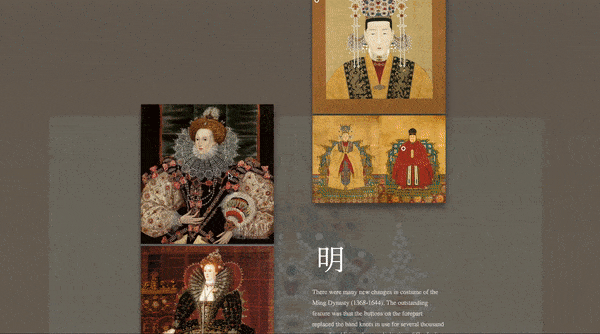 明
There were many new changes in costume of the
Ming Dynasty (1368-1644). The outstanding
feature was that the buttons on the forepart
replaced the band knots in use for several thousand